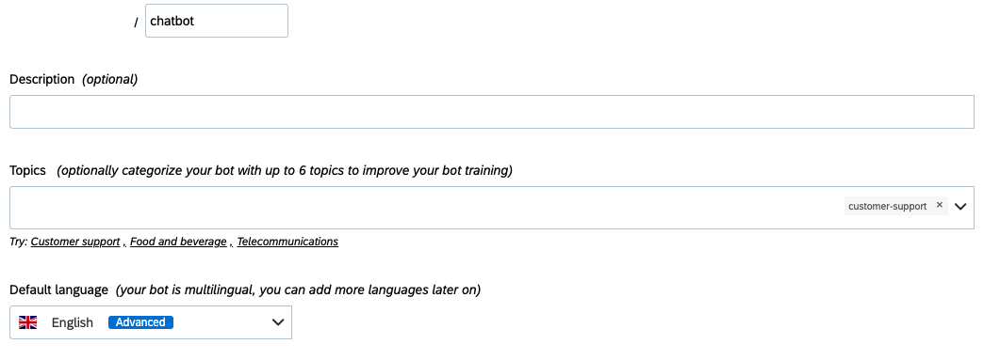 / chatbot
Description (optional)
Topics (optionally categorize your bot with up to 6 topics to improve your bot training)
customer-support ×
Try: Customer support , Food and beverage , Telecommunications
Default language (your bot is multilingual, you can add more languages later on)
English Advanced